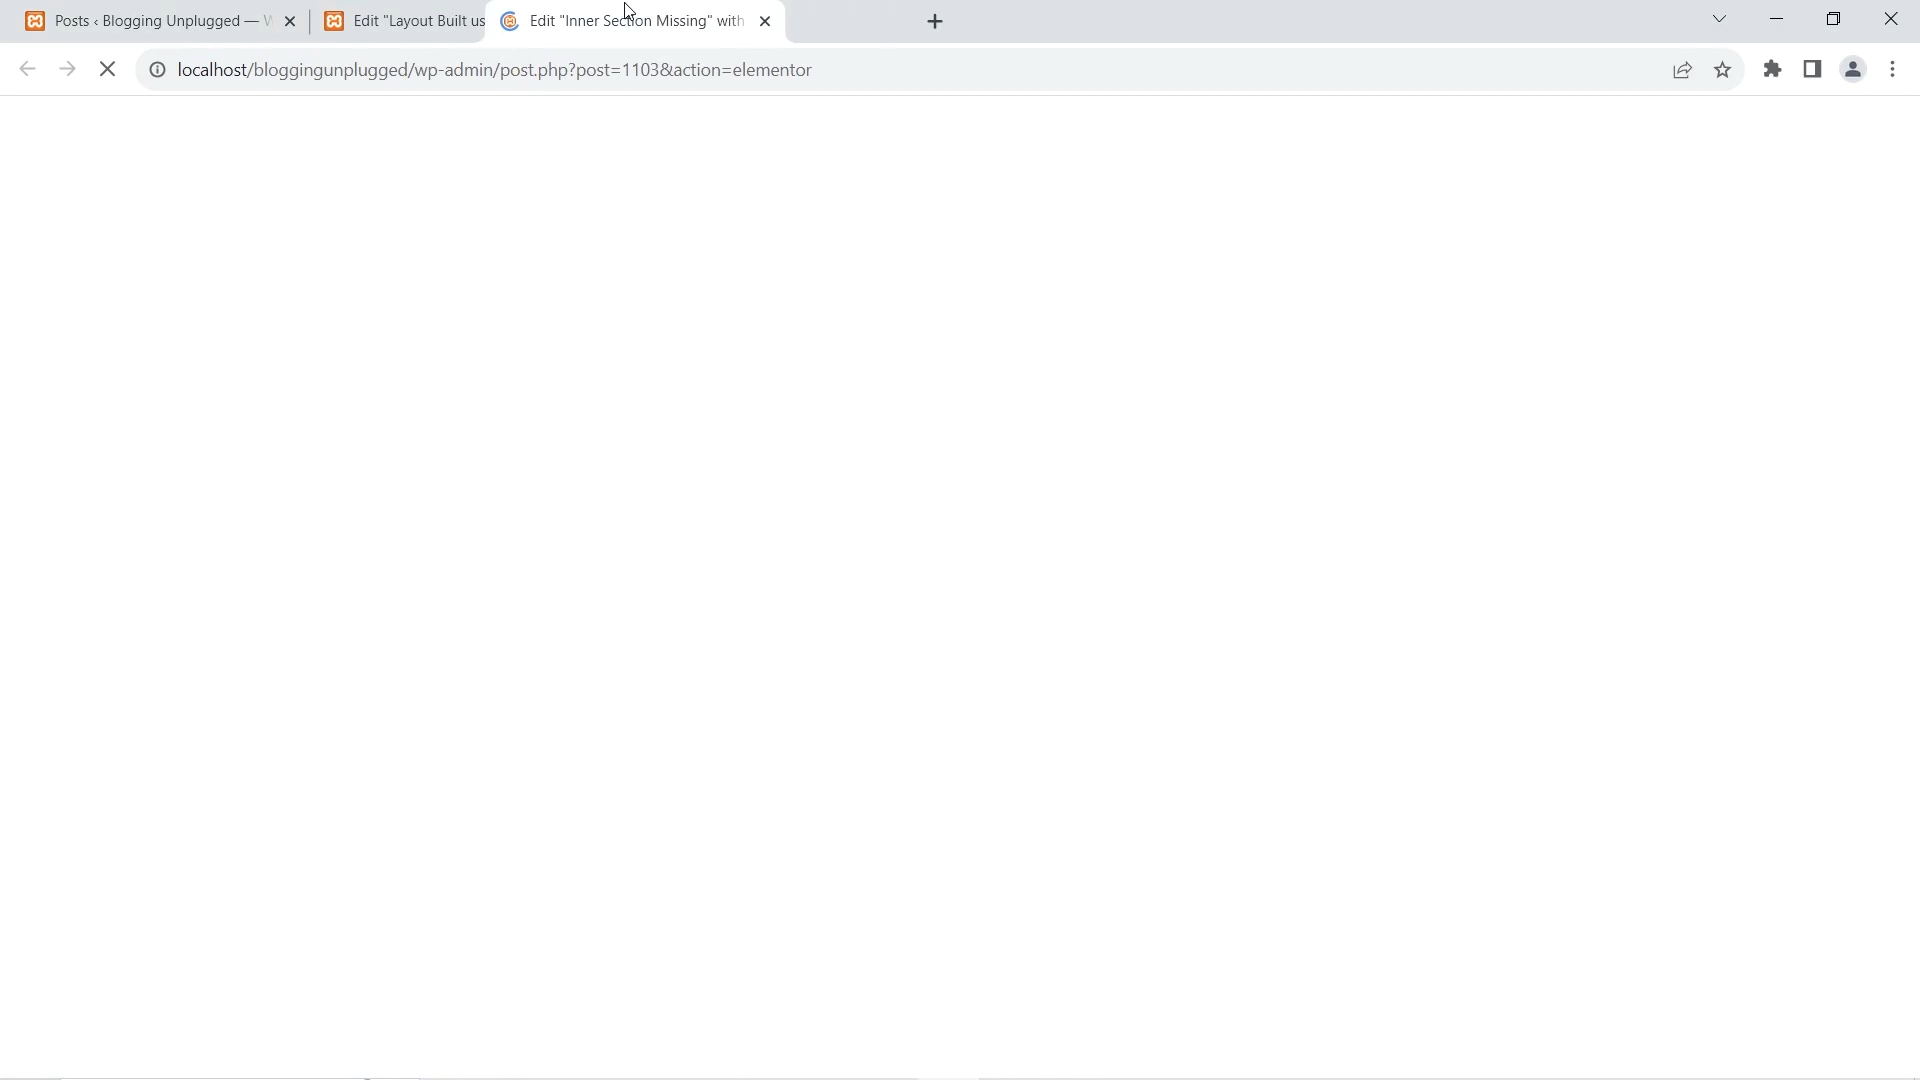 Posts ‹ Blogging Unplugged — W
Edit "Layout Built us
Edit "Inner Section Missing" with
localhost/bloggingunplugged/wp-admin/post.php?post=1103&action=elementor